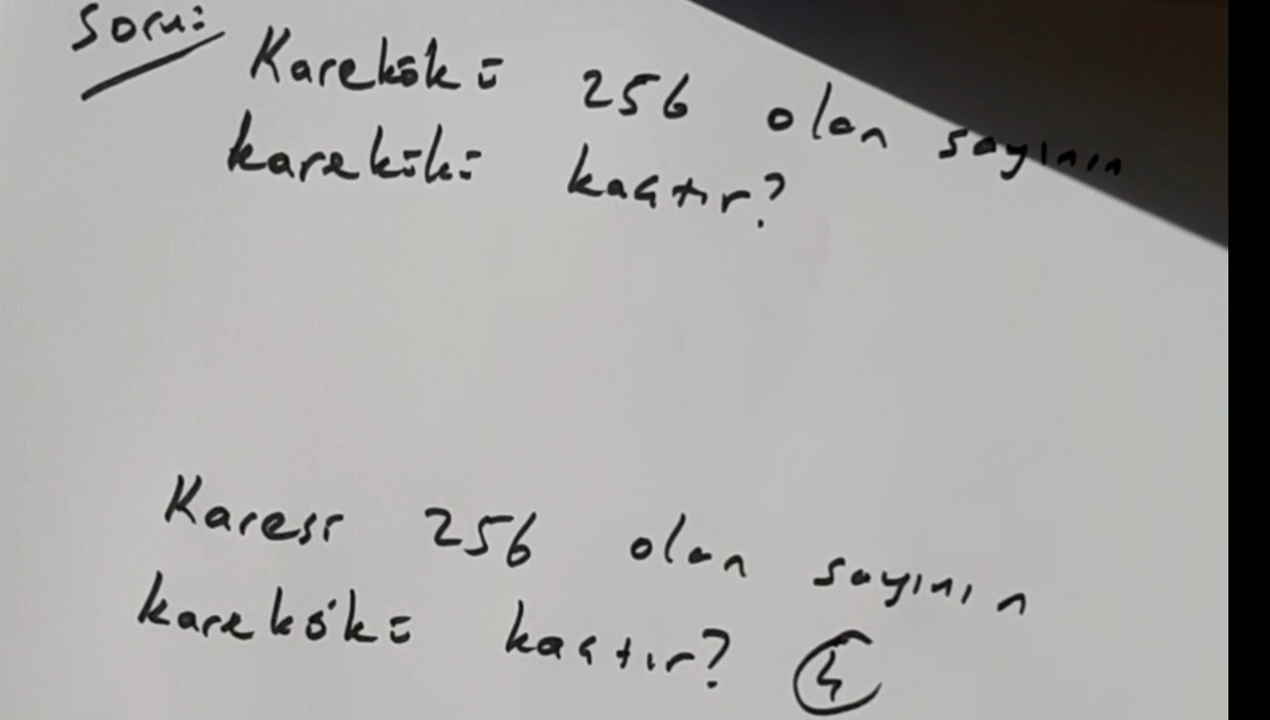 Soru:
Karekökü 256 olan sayının
karekökü kaçtır?
Karesi 256 olan sayının
karekökü kaçtır? 4